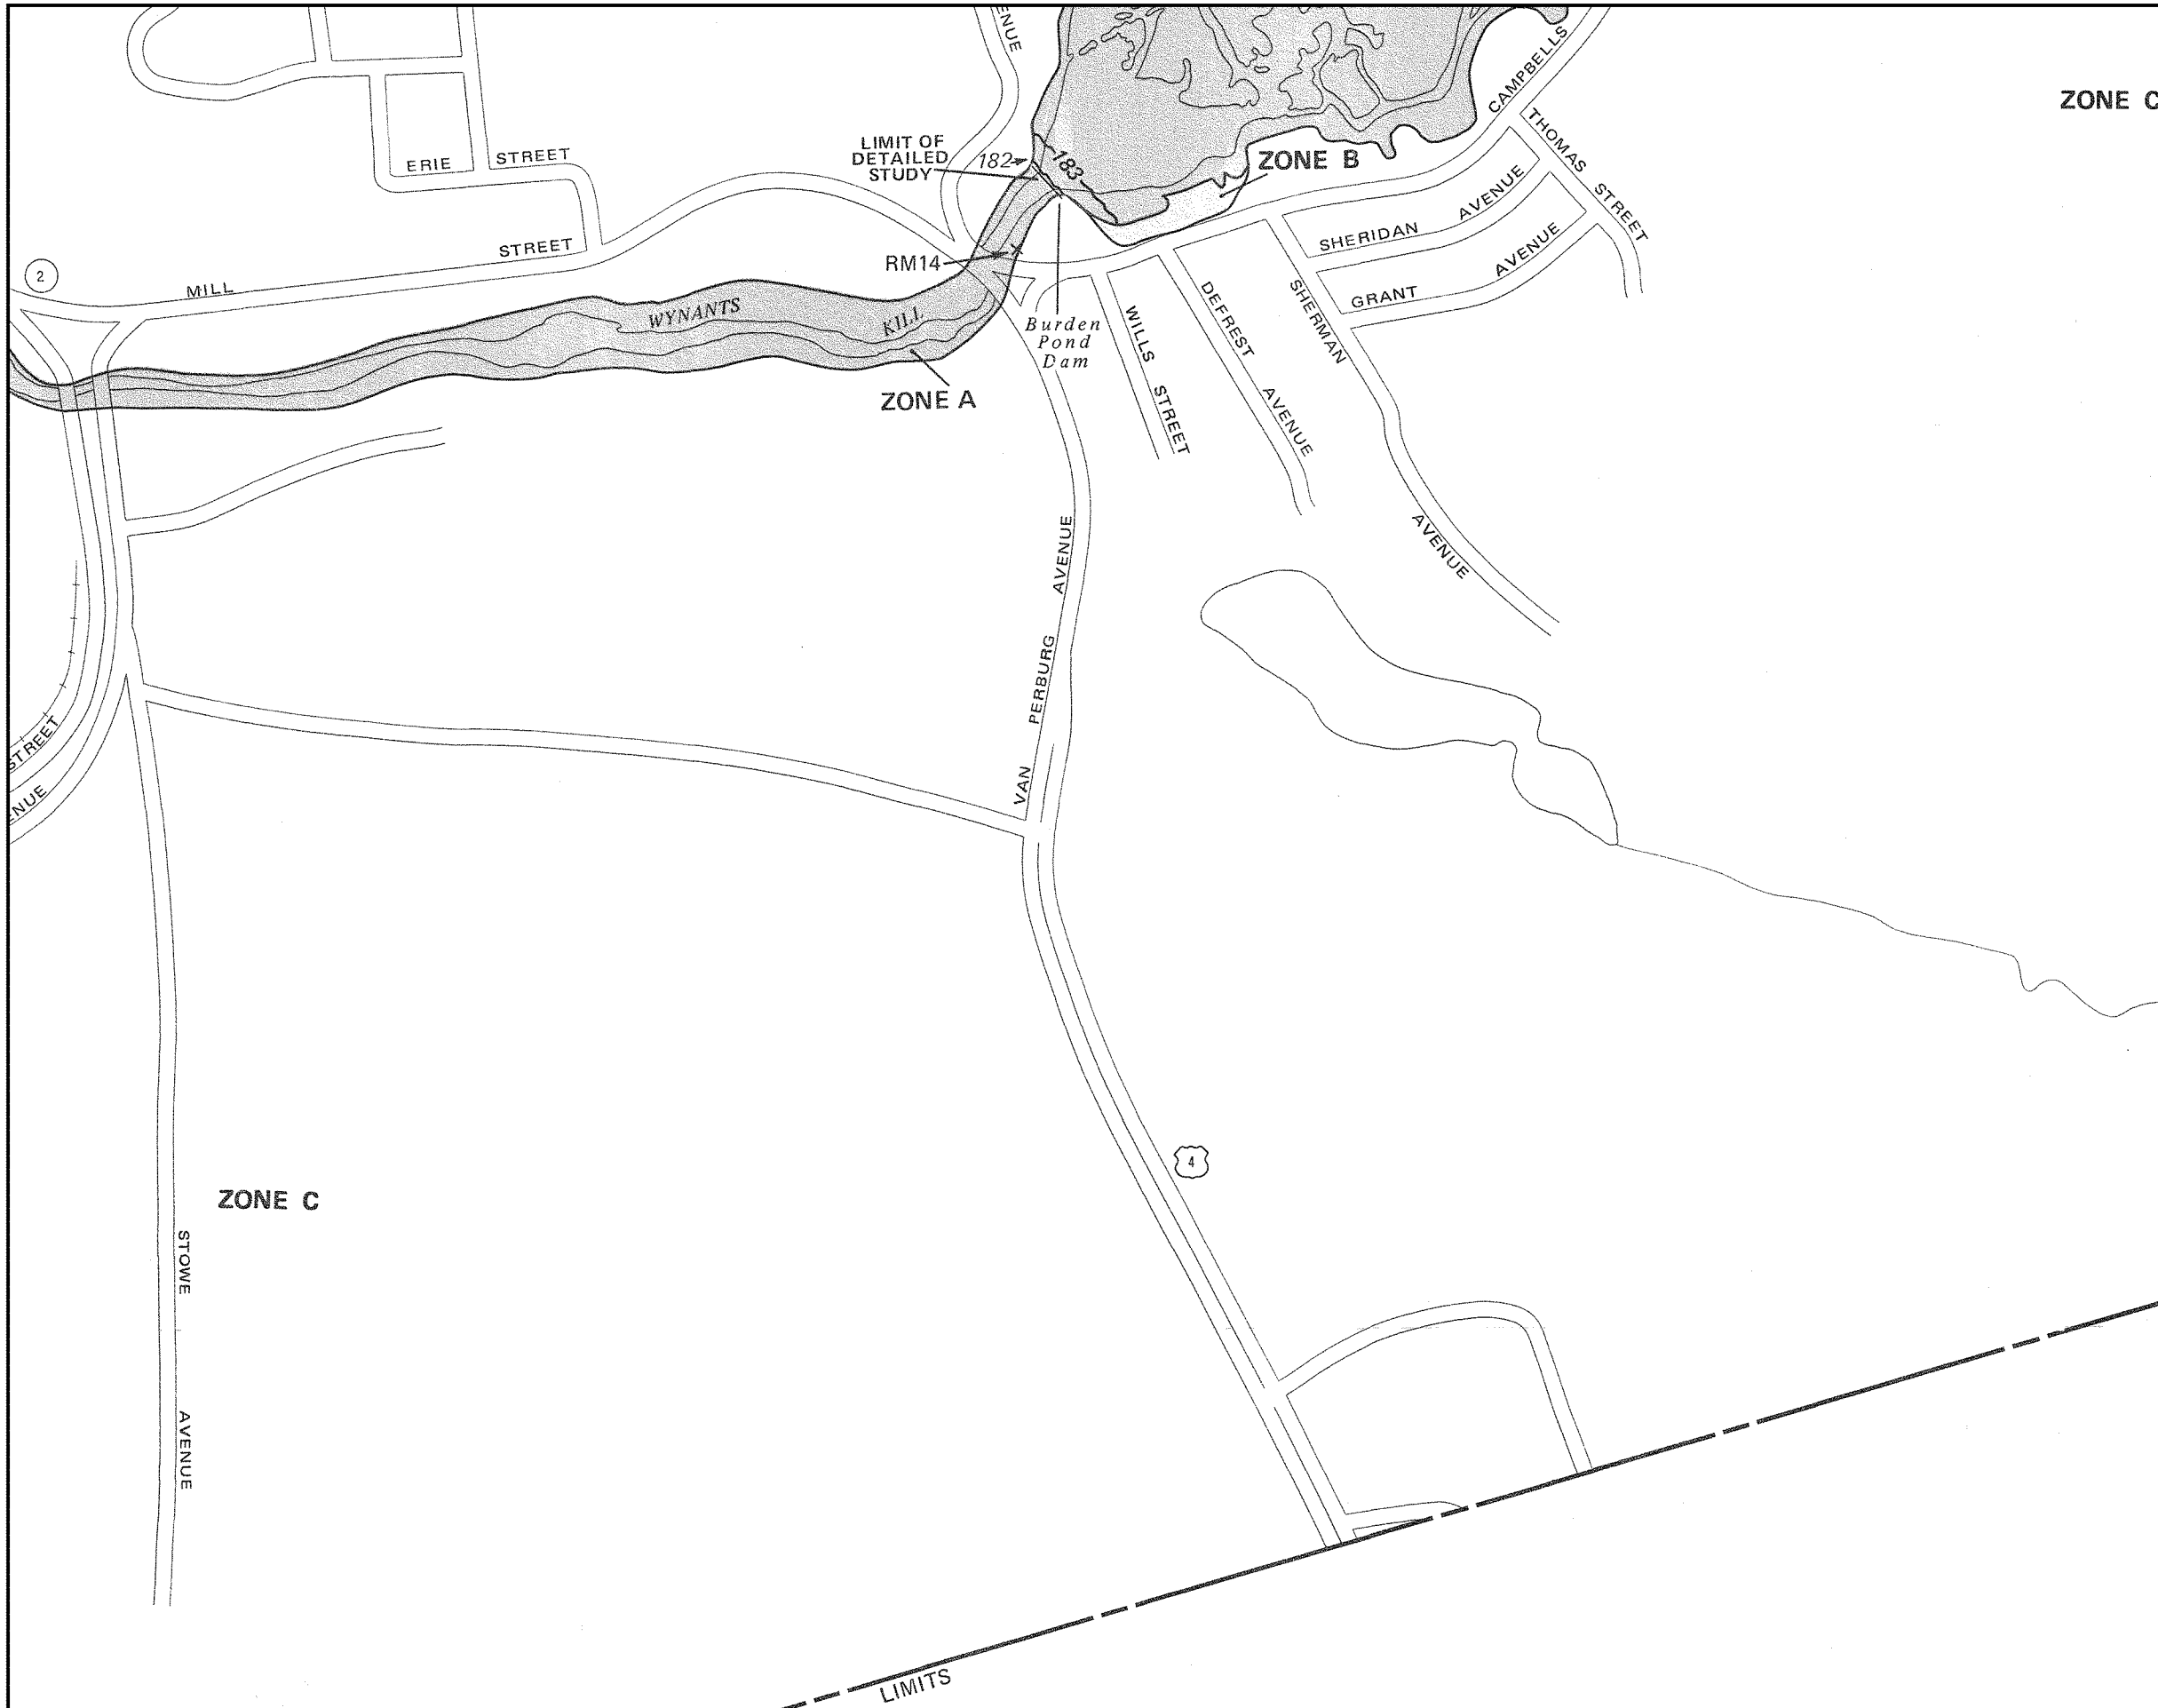 ENUE
CAMPBELLS
ZONE C
THOMAS STREET
LIMIT OF
DETAILED
STUDY
182
183
ZONE B
ERIE STREET
SHERIDAN AVENUE
STREET
MILL
2
RM14
GRANT AVENUE
WYNANTS KILL
Burden
Pond
Dam
WILLS STREET
DEFREST AVENUE
SHERMAN AVENUE
ZONE A
VAN PERBURG AVENUE
STREET
ENUE
4
ZONE C
STOWE AVENUE
LIMITS